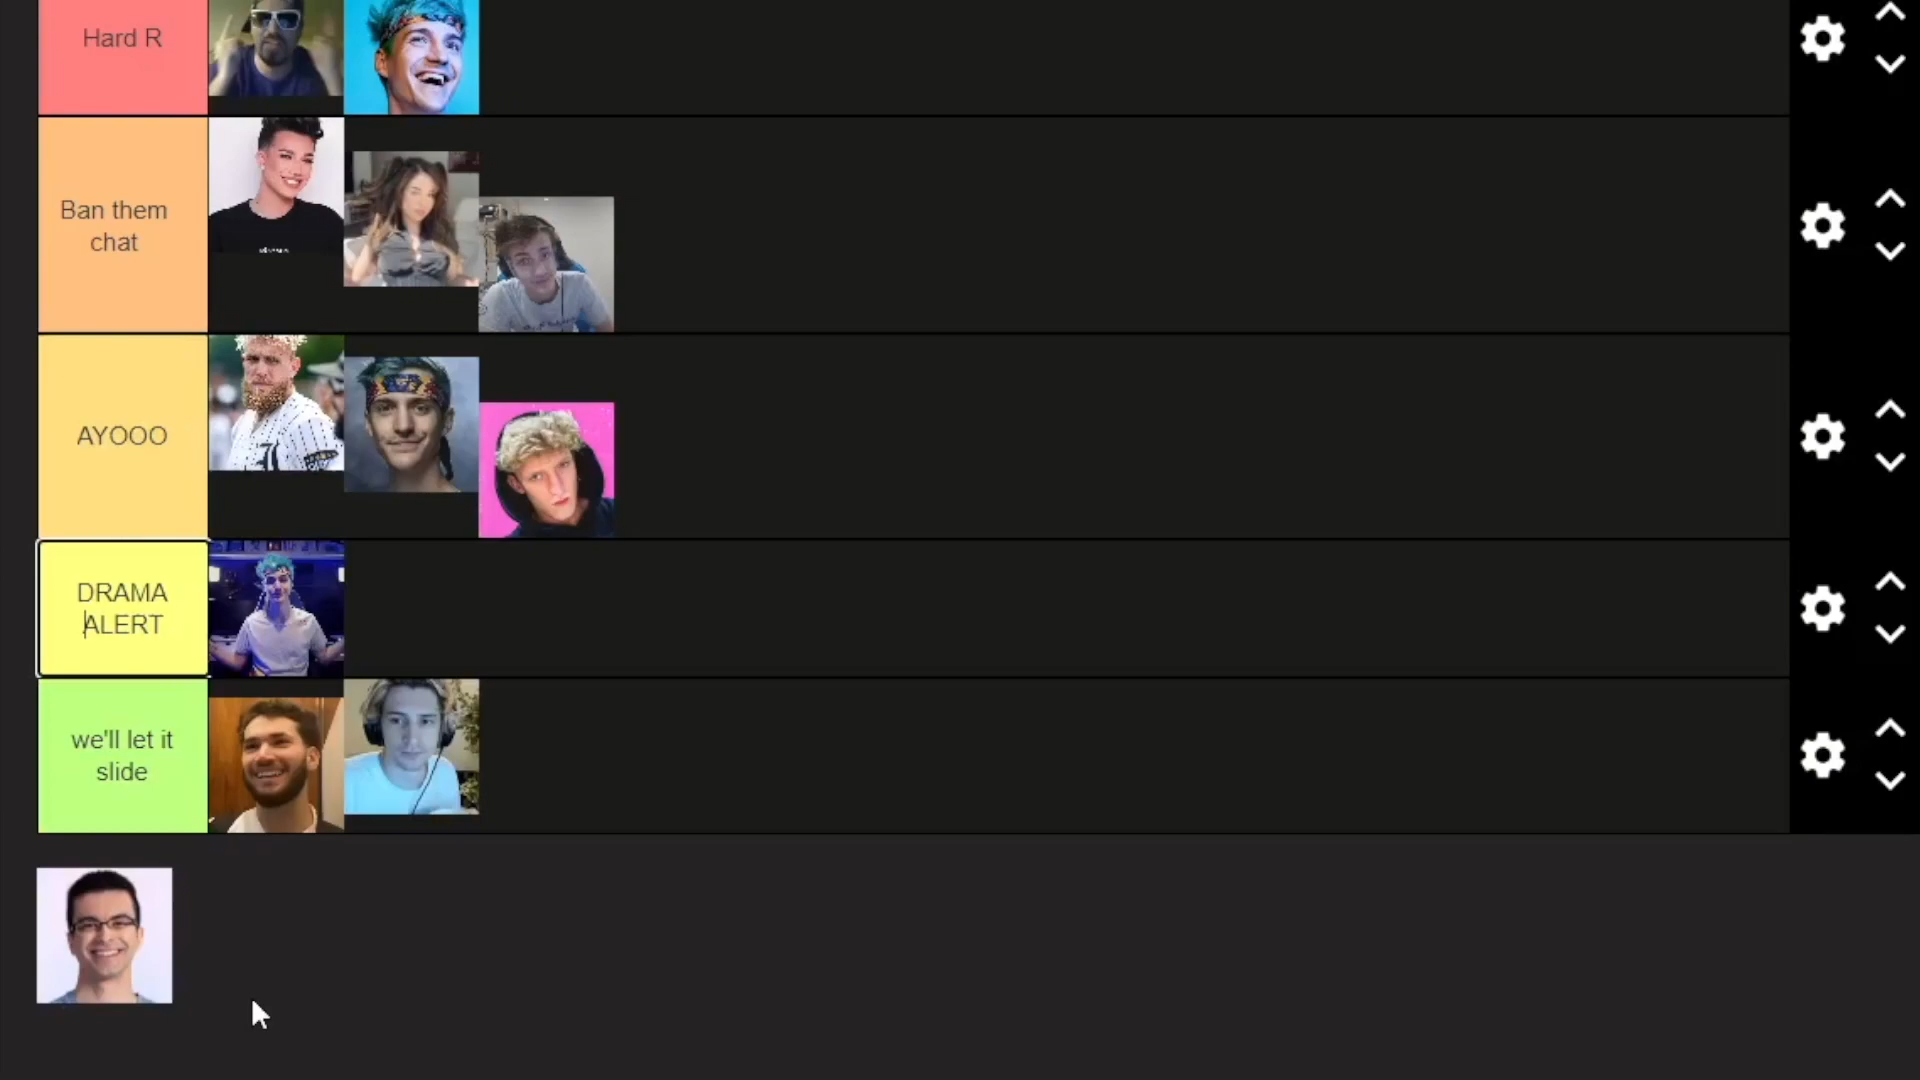 Hard R
Ban them
chat
AYOOO
DRAMA
ALERT
we'll let it
slide